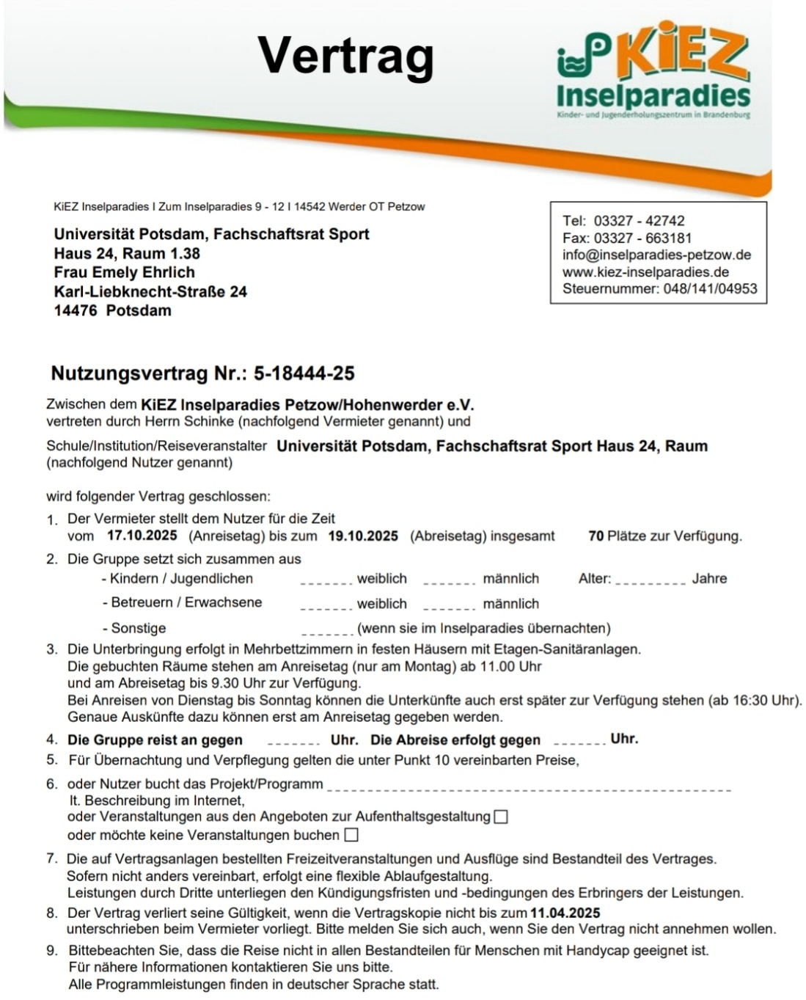 Vertrag
KiEZ
Inselparadies
Kinder- und Jugenderholungszentrum in Brandenburg
KiEZ Inselparadies I Zum Inselparadies 9 - 12 I 14542 Werder OT Petzow
Universität Potsdam, Fachschaftsrat Sport
Haus 24, Raum 1.38
Frau Emely Ehrlich
Karl-Liebknecht-Straße 24
14476 Potsdam
Tel: 03327 - 42742
Fax: 03327 - 663181
info@inselparadies-petzow.de
www.kiez-inselparadies.de
Steuernummer: 048/141/04953
Nutzungsvertrag Nr.: 5-18444-25
Zwischen dem KiEZ Inselparadies Petzow/Hohenwerder e.V.
vertreten durch Herrn Schinke (nachfolgend Vermieter genannt) und
Schule/Institution/Reiseveranstalter Universität Potsdam, Fachschaftsrat Sport Haus 24, Raum
(nachfolgend Nutzer genannt)
wird folgender Vertrag geschlossen:
1. Der Vermieter stellt dem Nutzer für die Zeit
vom 17.10.2025 (Anreisetag) bis zum 19.10.2025 (Abreisetag) insgesamt 70 Plätze zur Verfügung.
2. Die Gruppe setzt sich zusammen aus
- Kindern / Jugendlichen _______ weiblich _______ männlich Alter: _________ Jahre
- Betreuern / Erwachsene _______ weiblich _______ männlich
- Sonstige _______ (wenn sie im Inselparadies übernachten)
3. Die Unterbringung erfolgt in Mehrbettzimmern in festen Häusern mit Etagen-Sanitäranlagen.
Die gebuchten Räume stehen am Anreisetag (nur am Montag) ab 11.00 Uhr
und am Abreisetag bis 9.30 Uhr zur Verfügung.
Bei Anreisen von Dienstag bis Sonntag können die Unterkünfte auch erst später zur Verfügung stehen (ab 16:30 Uhr).
Genaue Auskünfte dazu können erst am Anreisetag gegeben werden.
4. Die Gruppe reist an gegen _______ Uhr. Die Abreise erfolgt gegen _______ Uhr.
5. Für Übernachtung und Verpflegung gelten die unter Punkt 10 vereinbarten Preise,
6. oder Nutzer bucht das Projekt/Programm _______________________________________
lt. Beschreibung im Internet,
oder Veranstaltungen aus den Angeboten zur Aufenthaltsgestaltung ☐
oder möchte keine Veranstaltungen buchen ☐
7. Die auf Vertragsanlagen bestellten Freizeitveranstaltungen und Ausflüge sind Bestandteil des Vertrages.
Sofern nicht anders vereinbart, erfolgt eine flexible Ablaufgestaltung.
Leistungen durch Dritte unterliegen den Kündigungsfristen und -bedingungen des Erbringers der Leistungen.
8. Der Vertrag verliert seine Gültigkeit, wenn die Vertragskopie nicht bis zum 11.04.2025
unterschrieben beim Vermieter vorliegt. Bitte melden Sie sich auch, wenn Sie den Vertrag nicht annehmen wollen.
9. Bittebeachten Sie, dass die Reise nicht in allen Bestandteilen für Menschen mit Handycap geeignet ist.
Für nähere Informationen kontaktieren Sie uns bitte.
Alle Programmleistungen finden in deutscher Sprache statt.